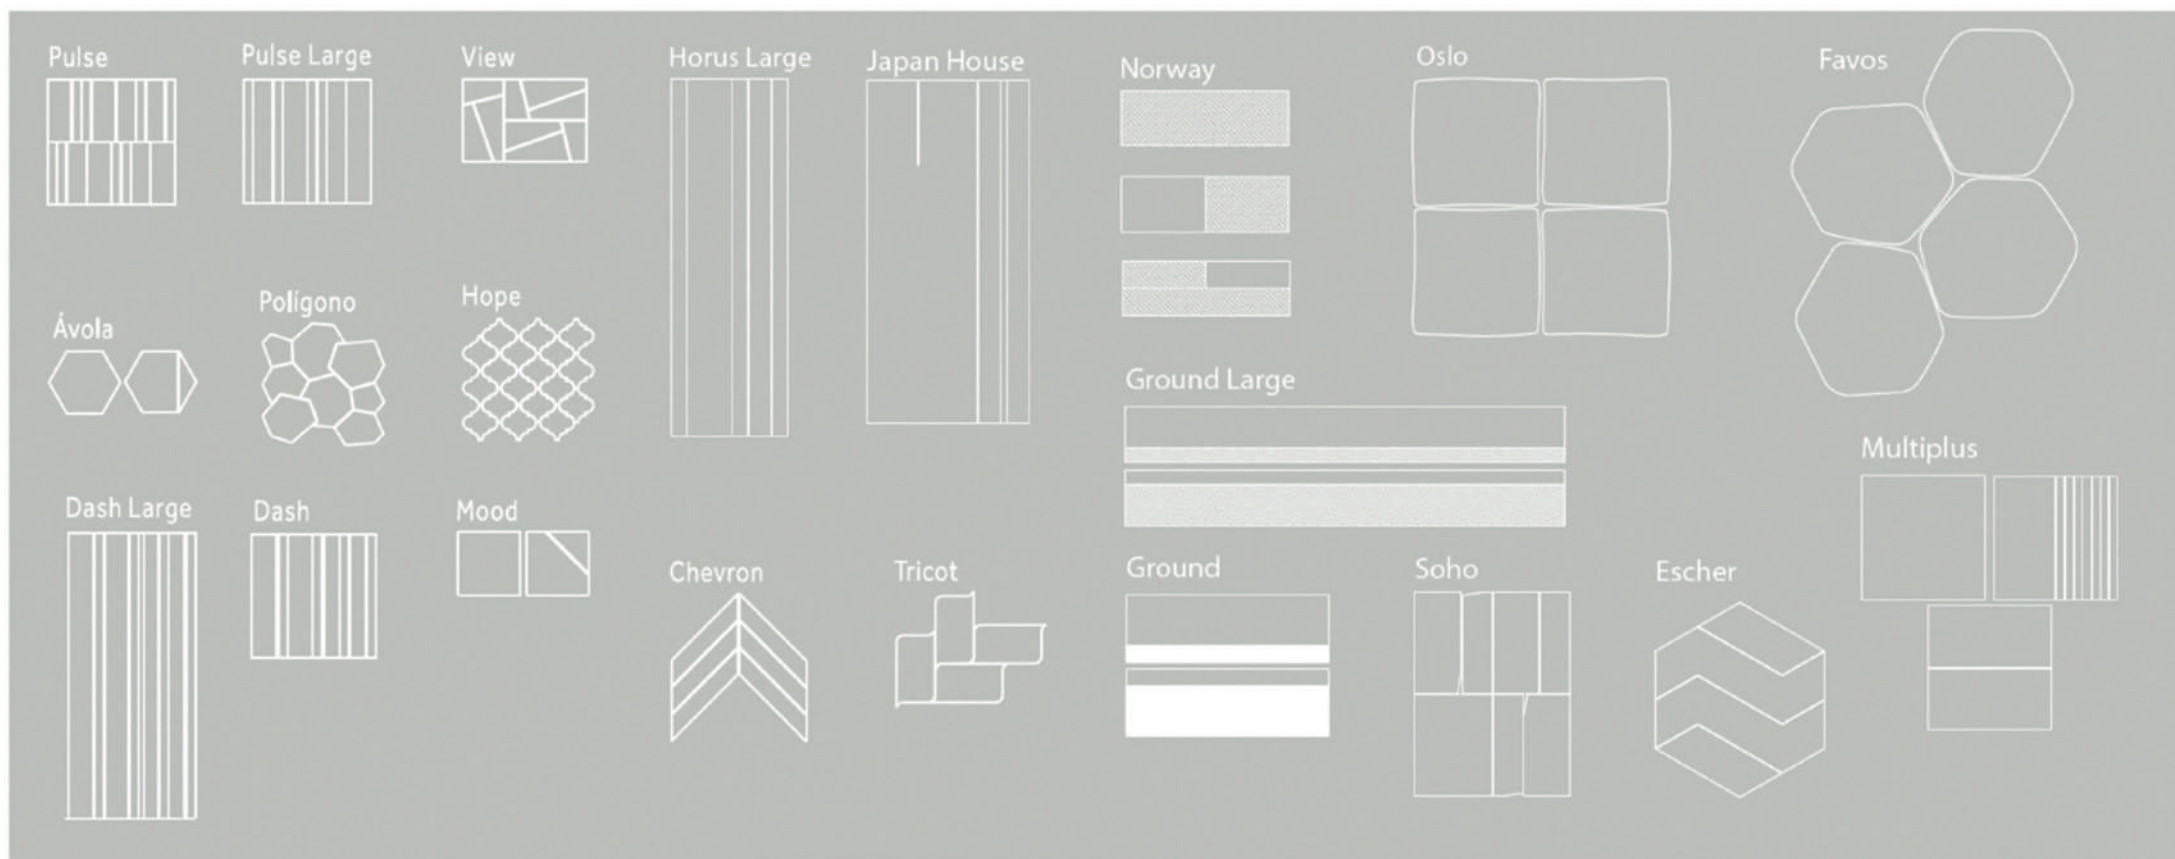 Pulse
Pulse Large
View
Horus Large
Japan House
Norway
Oslo
Favos
Ávola
Polígono
Hope
Ground Large
Multiplus
Dash Large
Dash
Mood
Chevron
Tricot
Ground
Soho
Escher